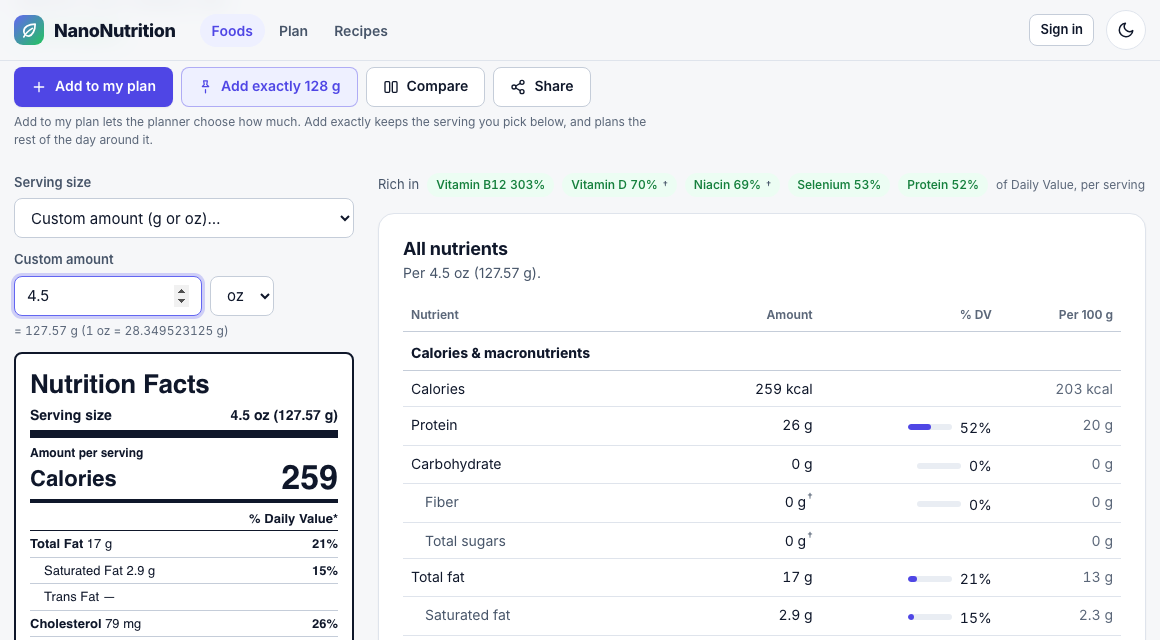 NanoNutrition Foods Plan Recipes Sign in
Add to my plan Add exactly 128 g Compare Share
Add to my plan lets the planner choose how much. Add exactly keeps the serving you pick below, and plans the
rest of the day around it.
Serving size
Custom amount (g or oz)...
Custom amount
4.5 oz
= 127.57 g (1 oz = 28.349523125 g)
Nutrition Facts
Serving size 4.5 oz (127.57 g)
Amount per serving
Calories 259
% Daily Value*
Total Fat 17 g 21%
Saturated Fat 2.9 g 15%
Trans Fat —
Cholesterol 79 mg 26%
Rich in Vitamin B12 303% Vitamin D 70% † Niacin 69% † Selenium 53% Protein 52% of Daily Value, per serving
All nutrients
Per 4.5 oz (127.57 g).
Nutrient Amount % DV Per 100 g
Calories & macronutrients
Calories 259 kcal 203 kcal
Protein 26 g 52% 20 g
Carbohydrate 0 g 0% 0 g
Fiber 0 g† 0% 0 g
Total sugars 0 g† 0 g
Total fat 17 g 21% 13 g
Saturated fat 2.9 g 15% 2.3 g